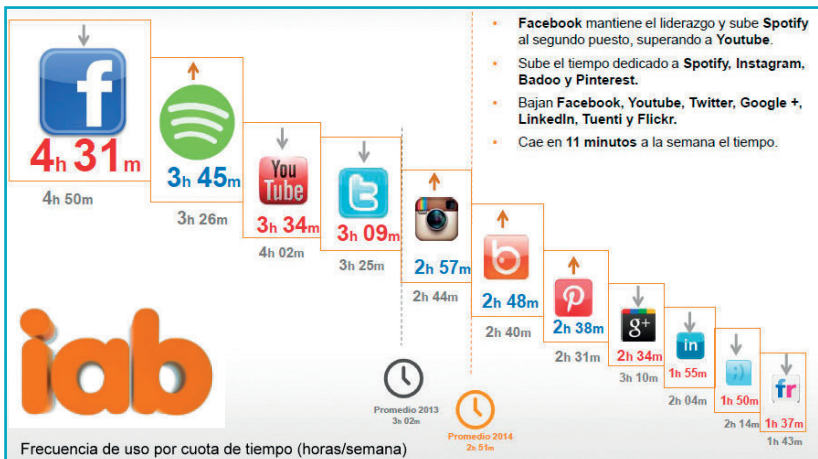 • Facebook mantiene el liderazgo y sube Spotify
al segundo puesto, superando a Youtube.
• Sube el tiempo dedicado a Spotify, Instagram,
Badoo y Pinterest.
• Bajan Facebook, Youtube, Twitter, Google +,
LinkedIn, Tuenti y Flickr.
• Cae en 11 minutos a la semana el tiempo.
f
4h 31m
4h 50m
3h 45m
3h 26m
You
Tube
3h 34m
4h 02m
t
3h 09m
3h 25m
2h 57m
2h 44m
b
2h 48m
2h 40m
p
2h 38m
2h 31m
g+
2h 34m
3h 10m
in
1h 55m
2h 04m
;)
1h 50m
2h 14m
fr
1h 37m
1h 43m
iab
Promedio 2013
3h 02m
Promedio 2014
2h 51m
Frecuencia de uso por cuota de tiempo (horas/semana)